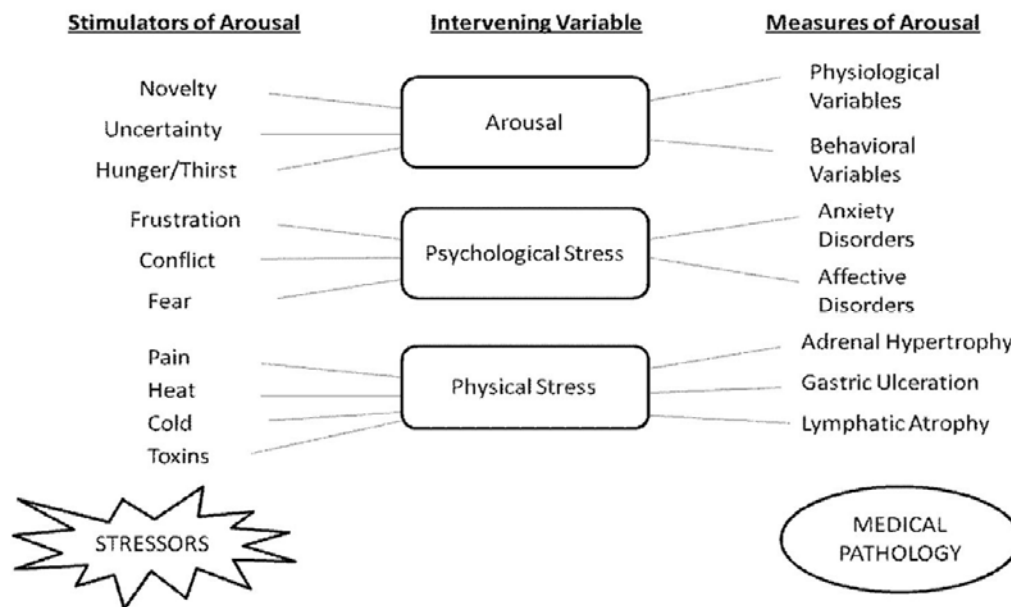 Stimulators of Arousal
Intervening Variable
Measures of Arousal
Novelty
Uncertainty
Hunger/Thirst
Arousal
Physiological
Variables
Behavioral
Variables
Frustration
Conflict
Fear
Psychological Stress
Anxiety
Disorders
Affective
Disorders
Pain
Heat
Cold
Toxins
Physical Stress
Adrenal Hypertrophy
Gastric Ulceration
Lymphatic Atrophy
STRESSORS
MEDICAL
PATHOLOGY